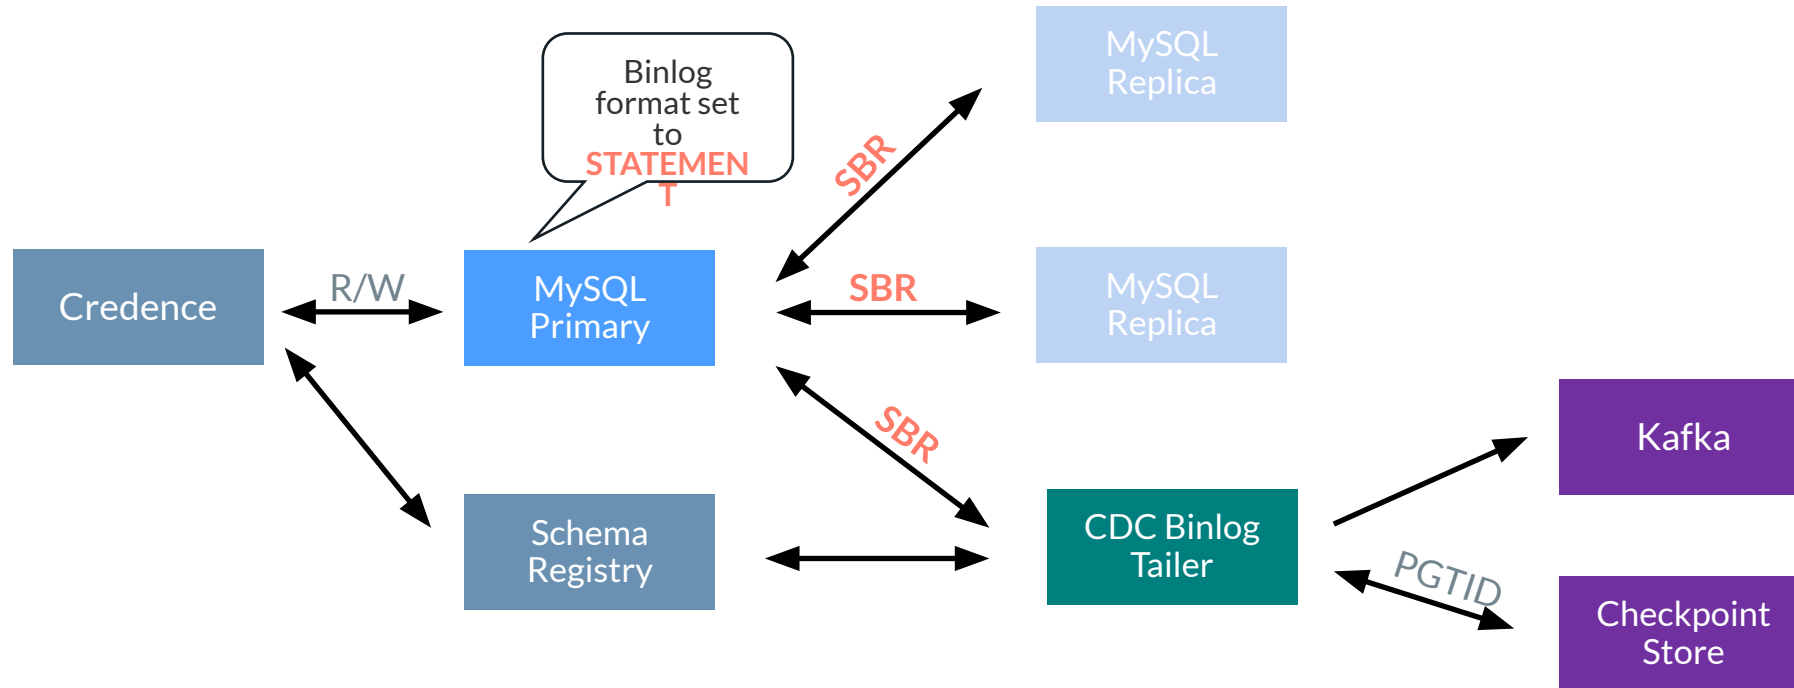 MySQL
Replica
Binlog
format set
to
STATEMEN
T
SBR
Credence
R/W
MySQL
Primary
SBR
MySQL
Replica
SBR
Kafka
Schema
Registry
CDC Binlog
Tailer
PGTID
Checkpoint
Store